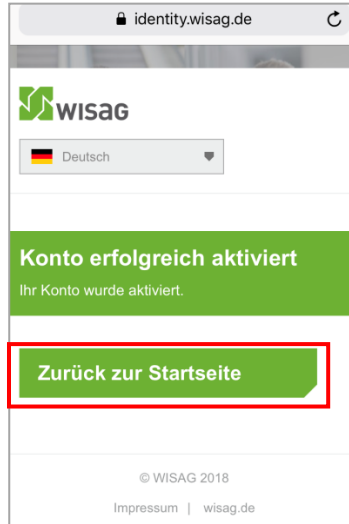 identity.wisag.de
WISAG
Deutsch
Konto erfolgreich aktiviert
Ihr Konto wurde aktiviert.
Zurück zur Startseite
© WISAG 2018
Impressum | wisag.de